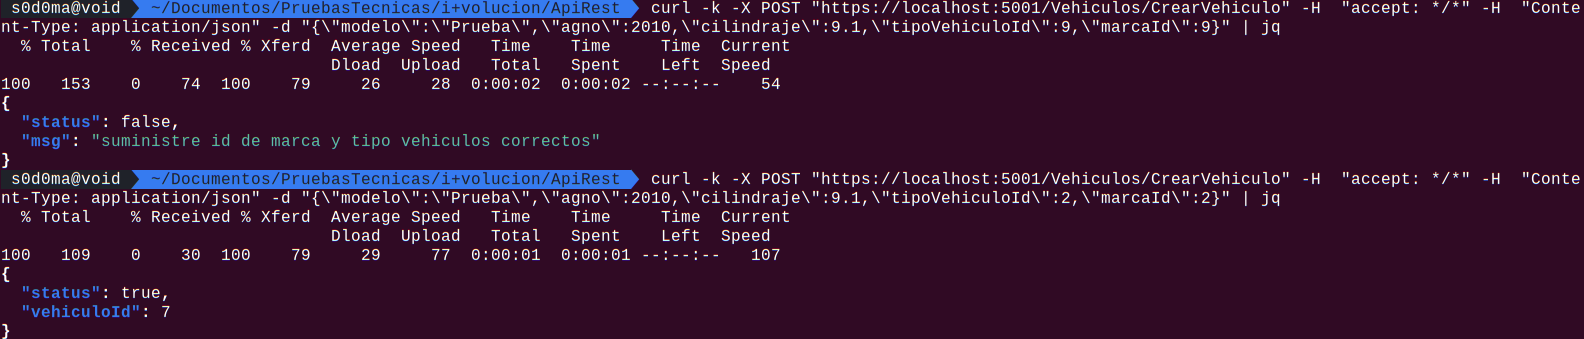 s0d0ma@void ~/Documentos/PruebasTecnicas/i+volucion/ApiRest curl -k -X POST "https://localhost:5001/Vehiculos/CrearVehiculo" -H  "accept: */*" -H  "Conte
nt-Type: application/json" -d "{\"modelo\":\"Prueba\",\"agno\":2010,\"cilindraje\":9.1,\"tipoVehiculoId\":9,\"marcaId\":9}" | jq
  % Total    % Received % Xferd  Average Speed   Time    Time     Time  Current
                                 Dload  Upload   Total   Spent    Left  Speed
100   153    0    74  100    79     26     28  0:00:02  0:00:02 --:--:--    54
{
  "status": false,
  "msg": "suministre id de marca y tipo vehiculos correctos"
}
s0d0ma@void ~/Documentos/PruebasTecnicas/i+volucion/ApiRest curl -k -X POST "https://localhost:5001/Vehiculos/CrearVehiculo" -H  "accept: */*" -H  "Conte
nt-Type: application/json" -d "{\"modelo\":\"Prueba\",\"agno\":2010,\"cilindraje\":9.1,\"tipoVehiculoId\":2,\"marcaId\":2}" | jq
  % Total    % Received % Xferd  Average Speed   Time    Time     Time  Current
                                 Dload  Upload   Total   Spent    Left  Speed
100   109    0    30  100    79     29     77  0:00:01  0:00:01 --:--:--   107
{
  "status": true,
  "vehiculoId": 7
}